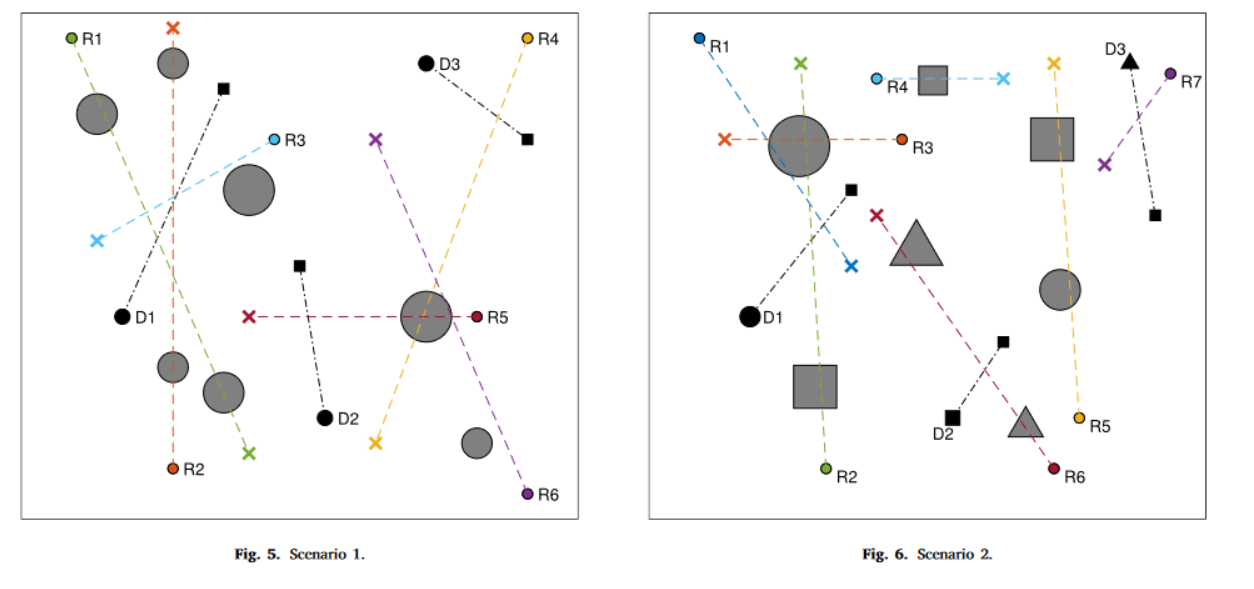 R1
R4
D3
R3
D1
R5
D2
R2
R6
Fig. 5. Scenario 1.
R1
D3
R4
R7
R3
D1
R5
D2
R2
R6
Fig. 6. Scenario 2.